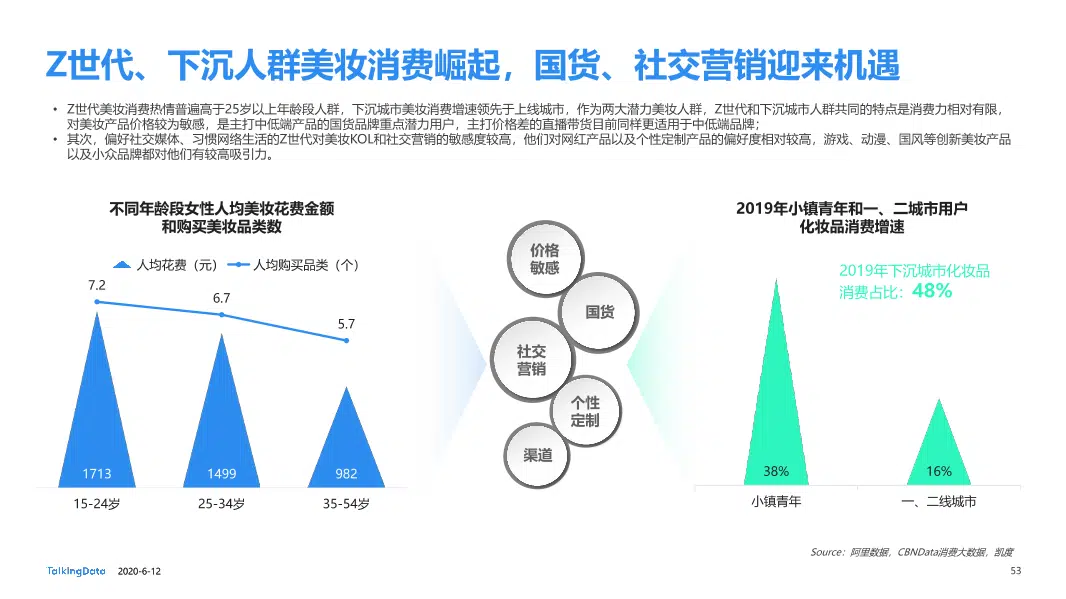 Z世代、下沉人群美妆消费崛起，国货、社交营销迎来机遇
• Z世代美妆消费热情普遍高于25岁以上年龄段人群，下沉城市美妆消费增速领先于上线城市，作为两大潜力美妆人群，Z世代和下沉城市人群共同的特点是消费力相对有限，
对美妆产品价格较为敏感，是主打中低端产品的国货品牌重点潜力用户，主打价格差的直播带货目前同样更适用于中低端品牌；
• 其次，偏好社交媒体、习惯网络生活的Z世代对美妆KOL和社交营销的敏感度较高，他们对网红产品以及个性定制产品的偏好度相对较高，游戏、动漫、国风等创新美妆产品
以及小众品牌都对他们有较高吸引力。
不同年龄段女性人均美妆花费金额
和购买美妆品类数
人均花费（元） 人均购买品类（个）
7.2
6.7
5.7
1713
1499
982
15-24岁
25-34岁
35-54岁
价格
敏感
国货
社交
营销
个性
定制
渠道
2019年小镇青年和一、二城市用户
化妆品消费增速
2019年下沉城市化妆品
消费占比：48%
38%
16%
小镇青年
一、二线城市
Source：阿里数据，CBNData消费大数据，凯度
TalkingData 2020-6-12
53